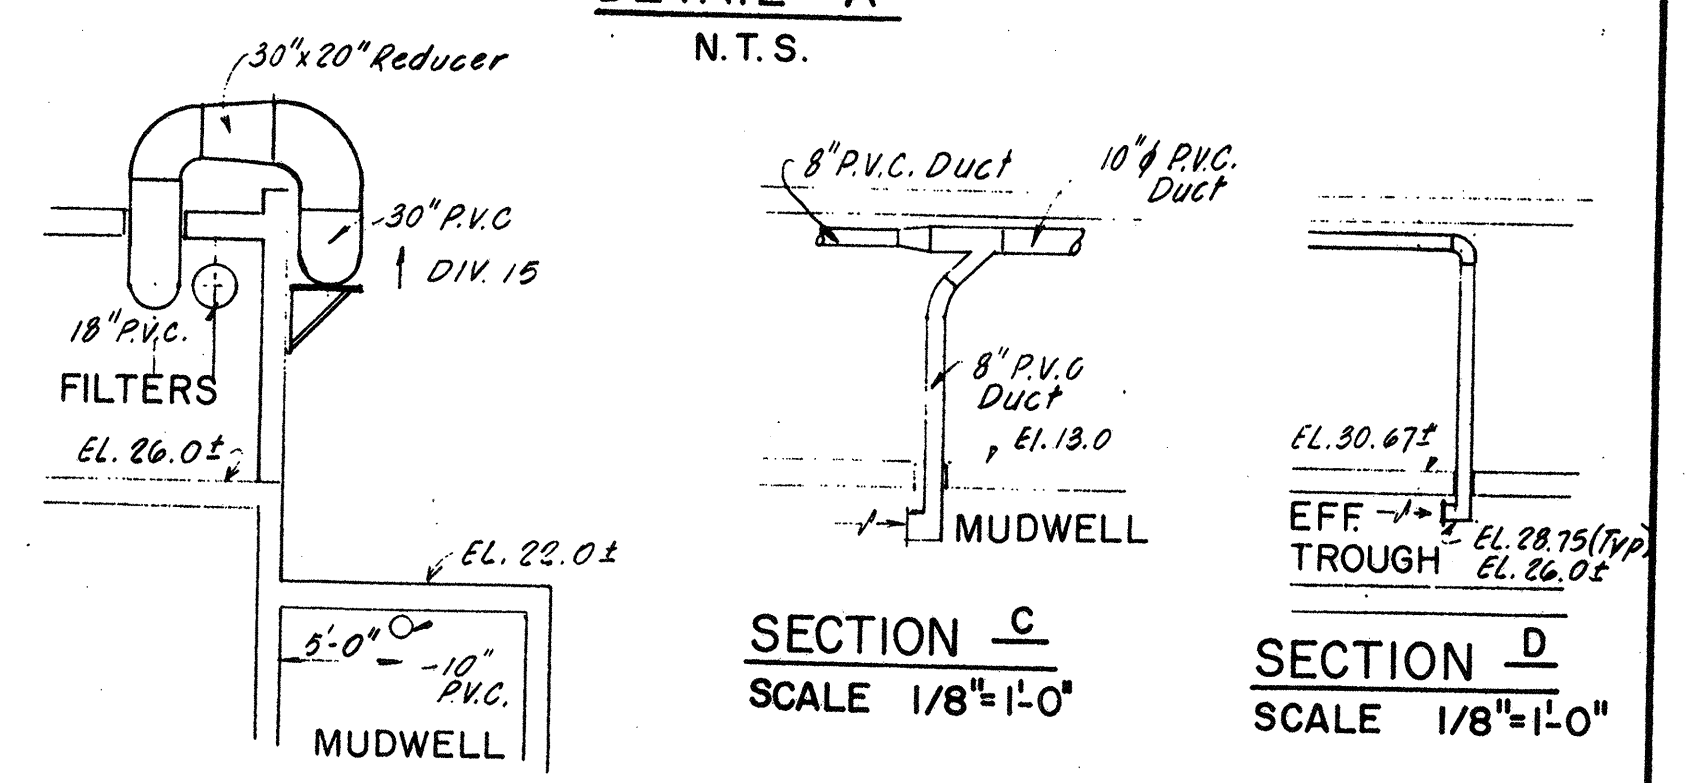 DETAIL A
N.T.S.
30"x20" Reducer
30" P.V.C
DIV. 15
18" P.V.C.
FILTERS
EL. 26.0±
EL. 22.0±
5'-0"
10"
P.V.C.
MUDWELL
8" P.V.C. Duct
10"ϕ P.V.C.
Duct
8" P.V.C
Duct
El. 13.0
MUDWELL
SECTION C
SCALE 1/8"=1'-0"
EL. 30.67±
EFF.
TROUGH
EL. 28.75 (Typ)
EL. 26.0±
SECTION D
SCALE 1/8"=1'-0"